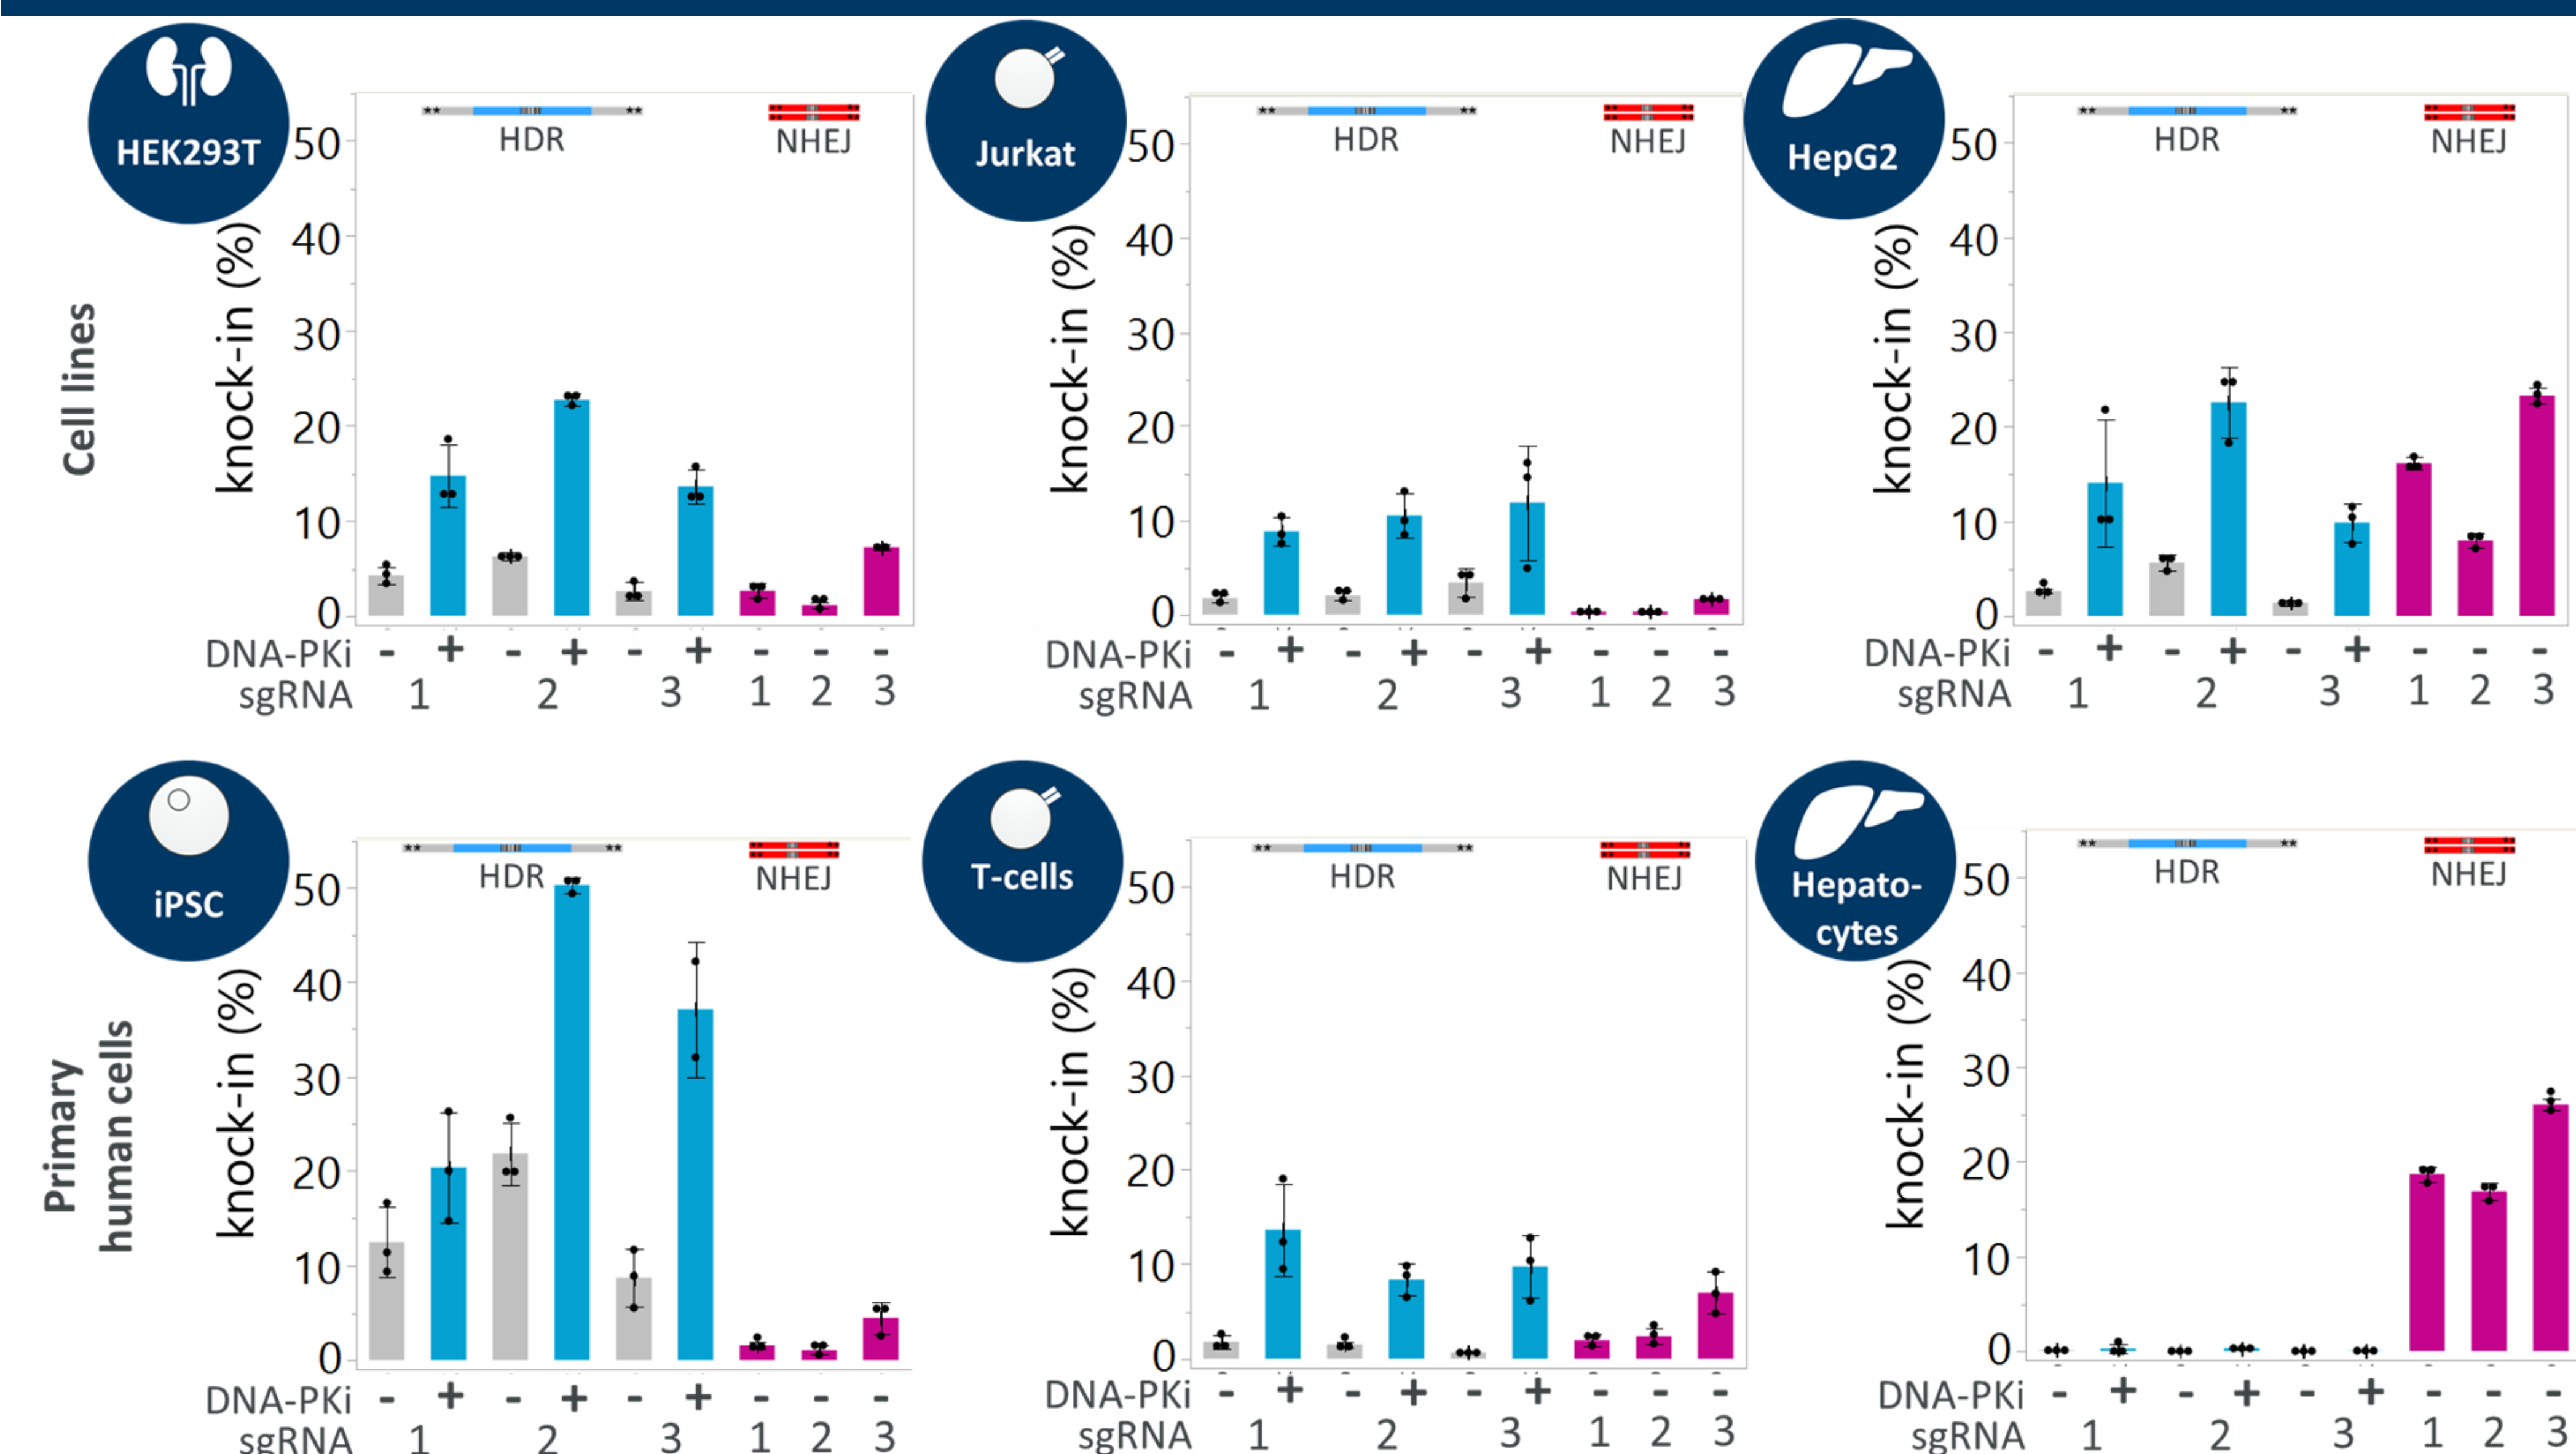 Cell lines
HEK293T
HDR
NHEJ
knock-in (%)
50
40
30
20
10
0
DNA-PKi - + - + - + - - -
sgRNA 1 2 3 1 2 3
Jurkat
HDR
NHEJ
knock-in (%)
50
40
30
20
10
0
DNA-PKi - + - + - + - - -
sgRNA 1 2 3 1 2 3
HepG2
HDR
NHEJ
knock-in (%)
50
40
30
20
10
0
DNA-PKi - + - + - + - - -
sgRNA 1 2 3 1 2 3
Primary
human cells
iPSC
HDR
NHEJ
knock-in (%)
50
40
30
20
10
0
DNA-PKi - + - + - + - - -
sgRNA 1 2 3 1 2 3
T-cells
HDR
NHEJ
knock-in (%)
50
40
30
20
10
0
DNA-PKi - + - + - + - - -
sgRNA 1 2 3 1 2 3
Hepato-
cytes
HDR
NHEJ
knock-in (%)
50
40
30
20
10
0
DNA-PKi - + - + - + - - -
sgRNA 1 2 3 1 2 3